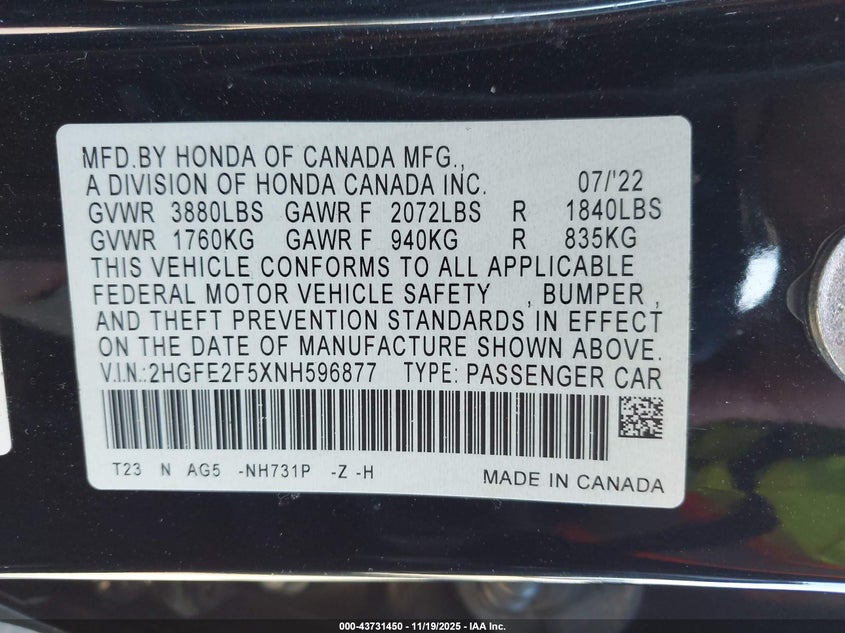 MFD.BY HONDA OF CANADA MFG.,
A DIVISION OF HONDA CANADA INC. 07/'22
GVWR 3880LBS GAWR F 2072LBS R 1840LBS
GVWR 1760KG GAWR F 940KG R 835KG
THIS VEHICLE CONFORMS TO ALL APPLICABLE
FEDERAL MOTOR VEHICLE SAFETY , BUMPER ,
AND THEFT PREVENTION STANDARDS IN EFFECT
ON THE DATE OF MANUFACTURE SHOWN ABOVE.
V.I.N.:2HGFE2F5XNH596877 TYPE: PASSENGER CAR
T23 N AG5 -NH731P -Z -H
MADE IN CANADA
000-43731450 | 11/19/2025 - IAA Inc.